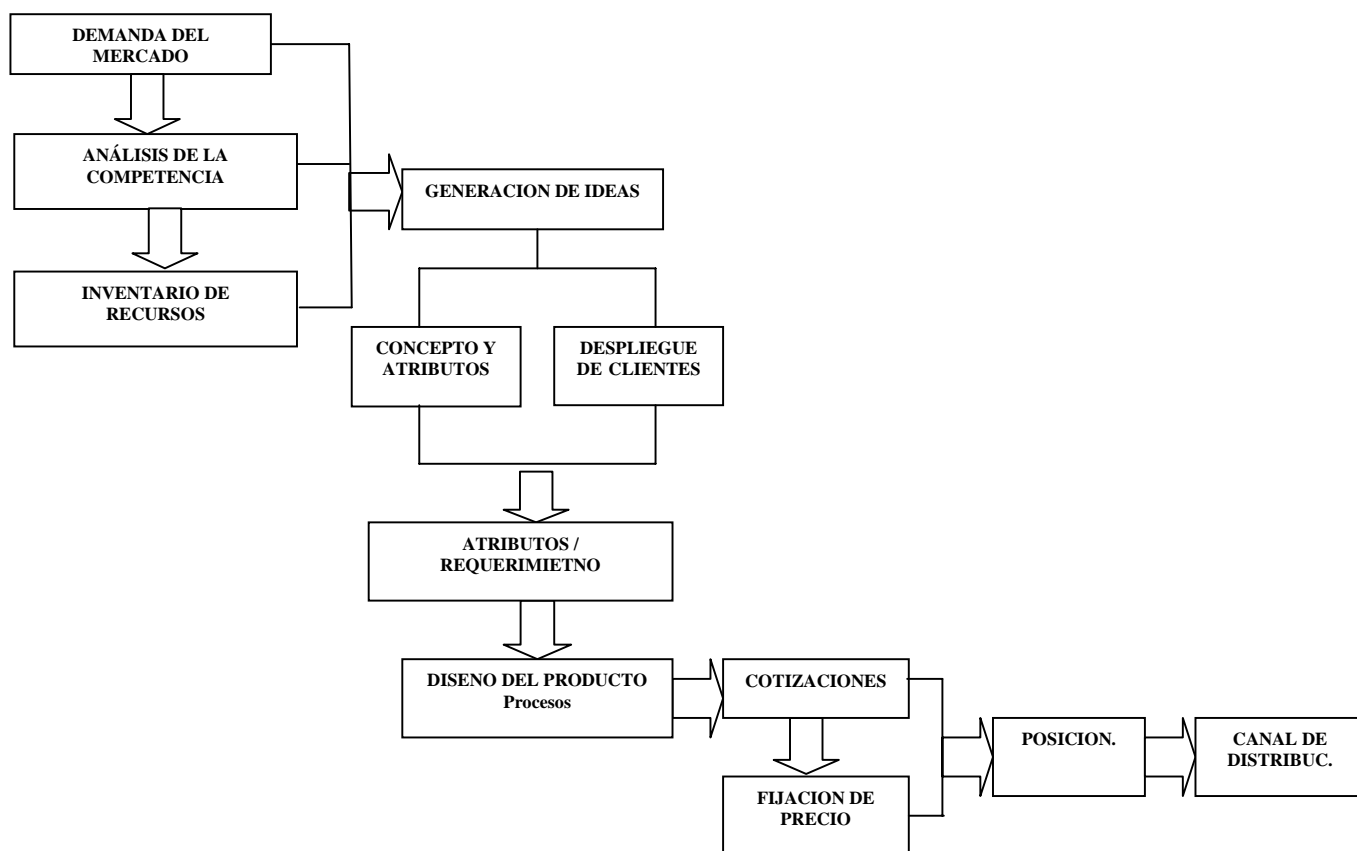 DEMANDA DEL
MERCADO
ANÁLISIS DE LA
COMPETENCIA
GENERACION DE IDEAS
INVENTARIO DE
RECURSOS
CONCEPTO Y
ATRIBUTOS
DESPLIEGUE
DE CLIENTES
ATRIBUTOS /
REQUERIMIETNO
DISENO DEL PRODUCTO
Procesos
COTIZACIONES
FIJACION DE
PRECIO
POSICION.
CANAL DE
DISTRIBUC.